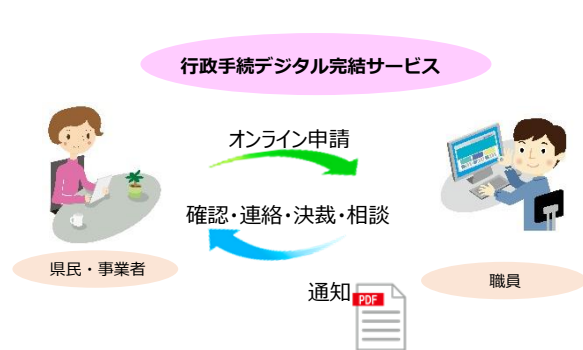 行政手続デジタル完結サービス
オンライン申請
確認・連絡・決裁・相談
県民・事業者
職員
通知
PDF